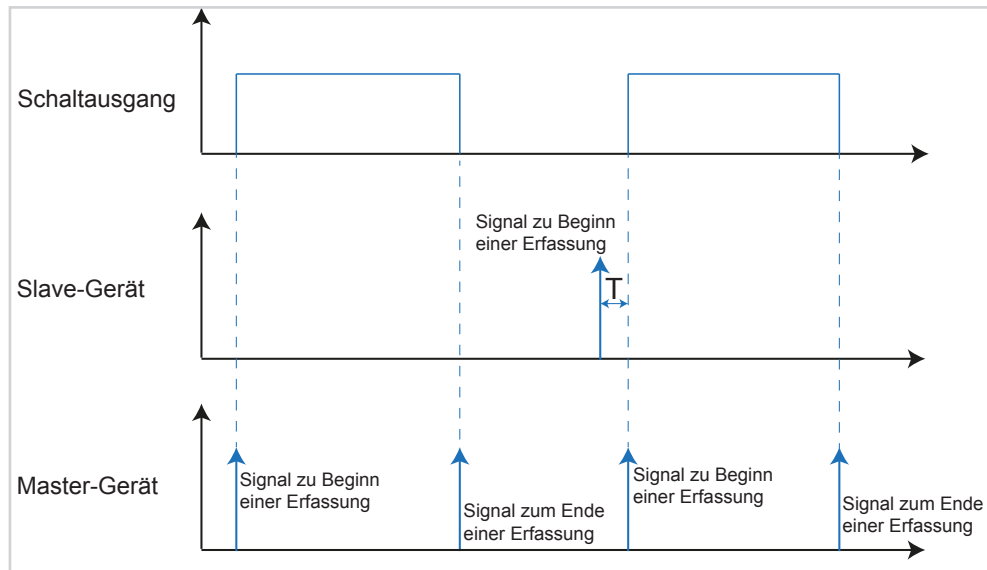 Schaltausgang
Signal zu Beginn
einer Erfassung
Slave-Gerät
T
Master-Gerät
Signal zu Beginn
einer Erfassung
Signal zum Ende
einer Erfassung
Signal zu Beginn
einer Erfassung
Signal zum Ende
einer Erfassung